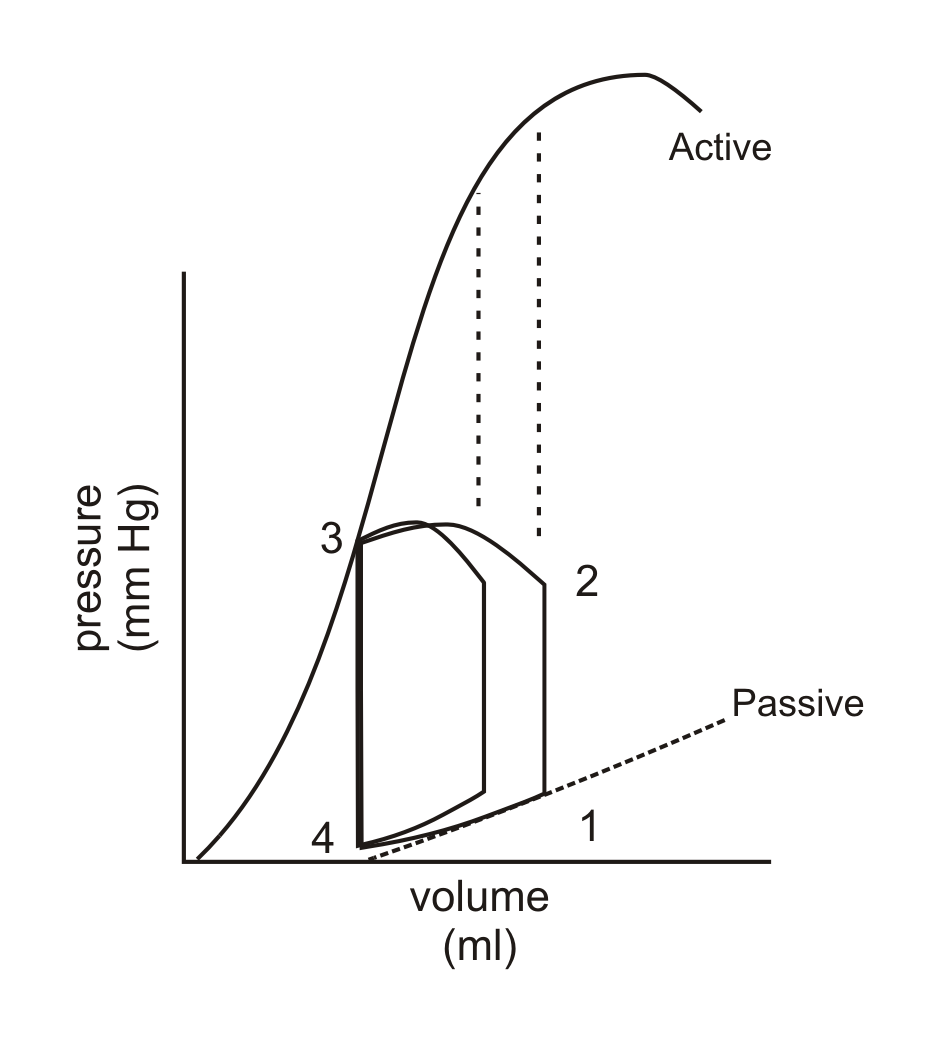 Active
pressure
(mm Hg)
3
2
Passive
4
1
volume
(ml)